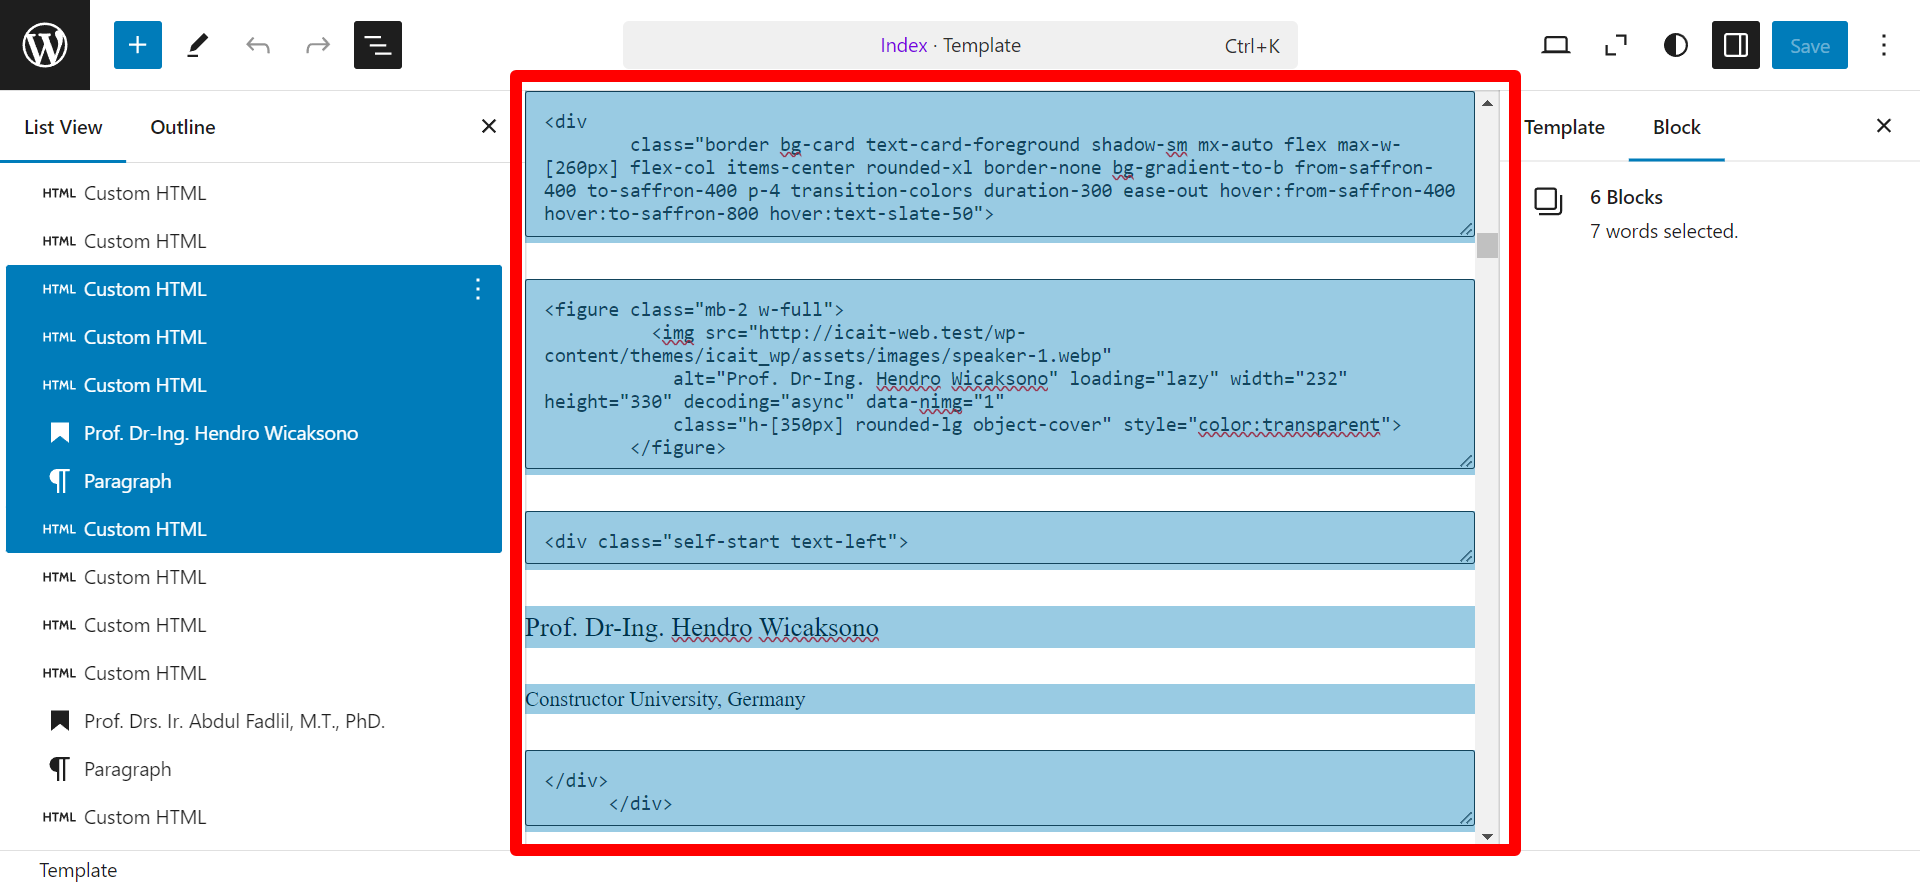 Index · Template
Ctrl+K
Save
List View
Outline
HTML Custom HTML
HTML Custom HTML
HTML Custom HTML
HTML Custom HTML
HTML Custom HTML
Prof. Dr-Ing. Hendro Wicaksono
Paragraph
HTML Custom HTML
HTML Custom HTML
HTML Custom HTML
HTML Custom HTML
Prof. Drs. Ir. Abdul Fadlil, M.T., PhD.
Paragraph
HTML Custom HTML
Template
<div
class="border bg-card text-card-foreground shadow-sm mx-auto flex max-w-
[260px] flex-col items-center rounded-xl border-none bg-gradient-to-b from-saffron-
400 to-saffron-400 p-4 transition-colors duration-300 ease-out hover:from-saffron-400
hover:to-saffron-800 hover:text-slate-50">
<figure class="mb-2 w-full">
<img src="http://icait-web.test/wp-
content/themes/icait_wp/assets/images/speaker-1.webp"
alt="Prof. Dr-Ing. Hendro Wicaksono" loading="lazy" width="232"
height="330" decoding="async" data-nimg="1"
class="h-[350px] rounded-lg object-cover" style="color:transparent">
</figure>
<div class="self-start text-left">
Prof. Dr-Ing. Hendro Wicaksono
Constructor University, Germany
</div>
</div>
Template
Block
6 Blocks
7 words selected.